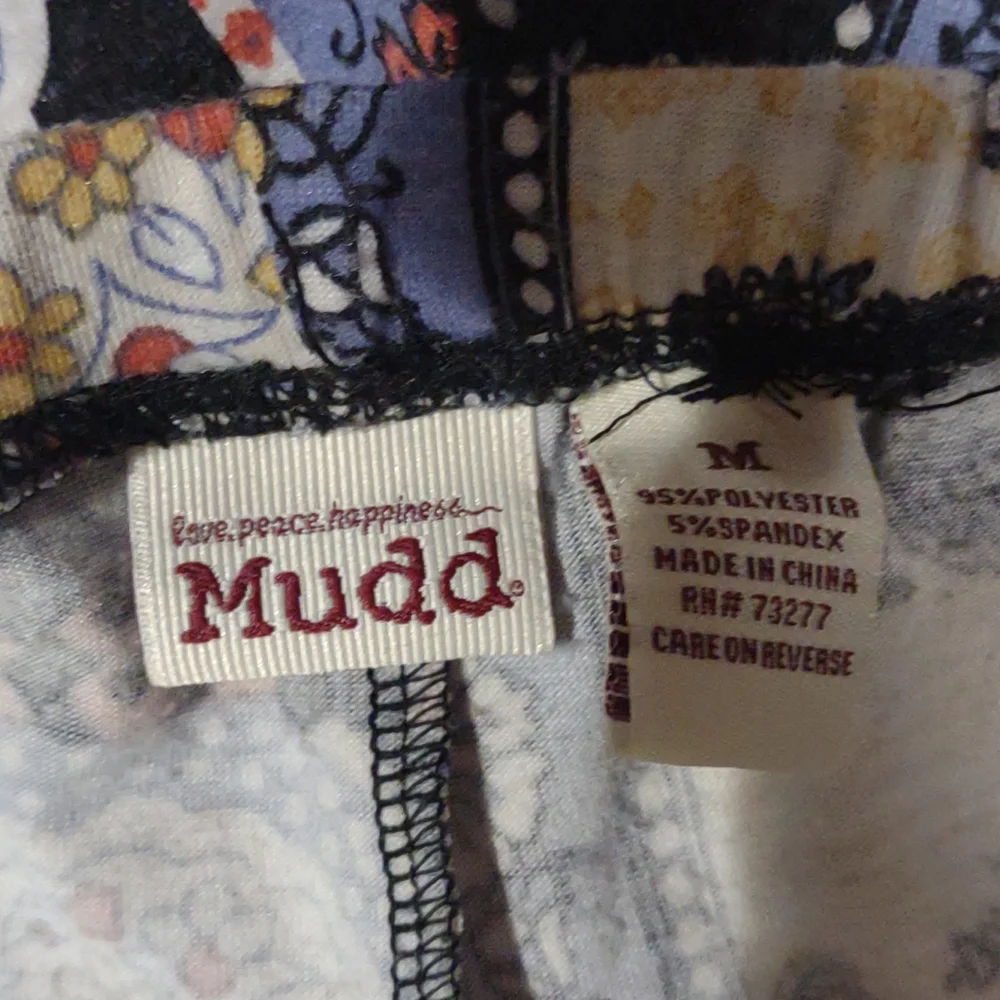 love.peace.happiness
Mudd®
M
95%POLYESTER
5%SPANDEX
MADE IN CHINA
RN# 73277
CARE ON REVERSE